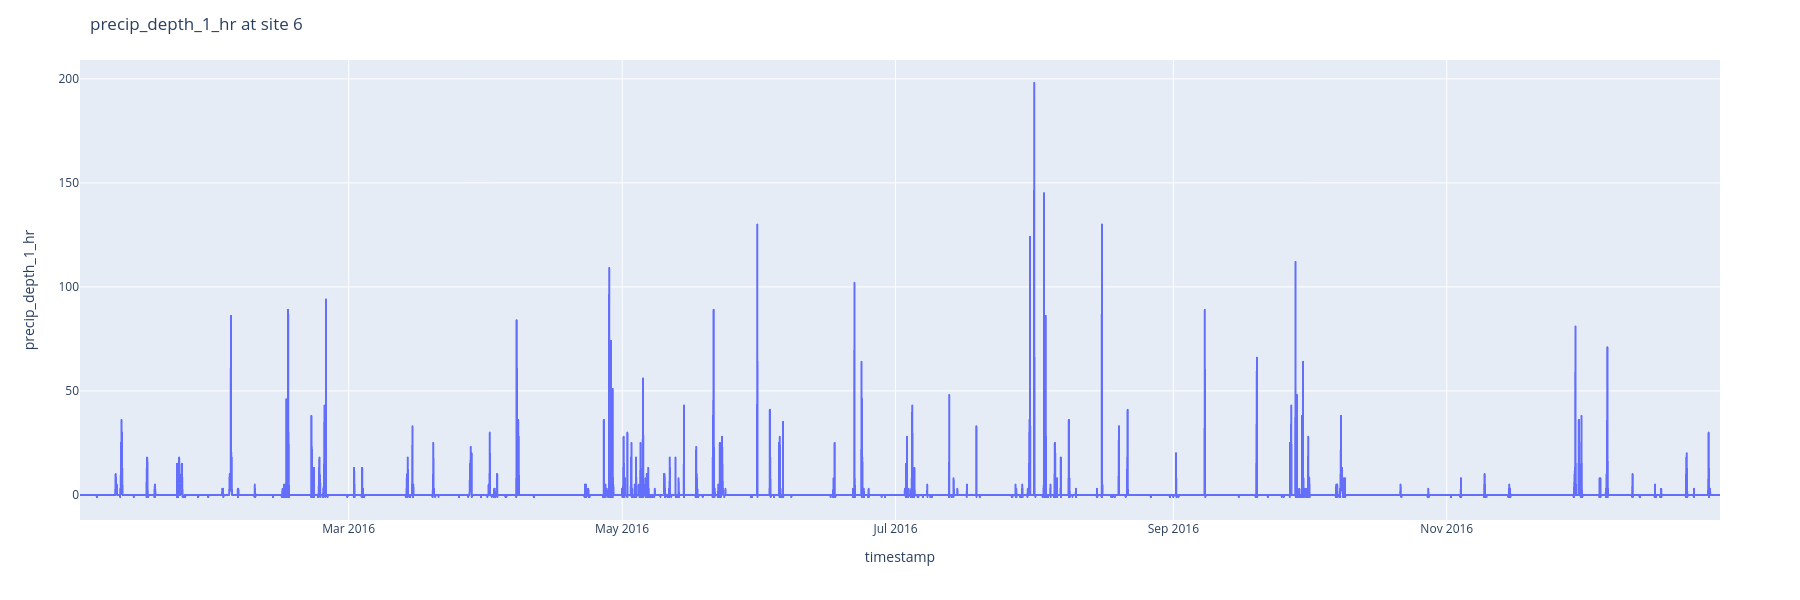 precip_depth_1_hr at site 6
200
150
100
50
0
precip_depth_1_hr
Mar 2016
May 2016
Jul 2016
Sep 2016
Nov 2016
timestamp